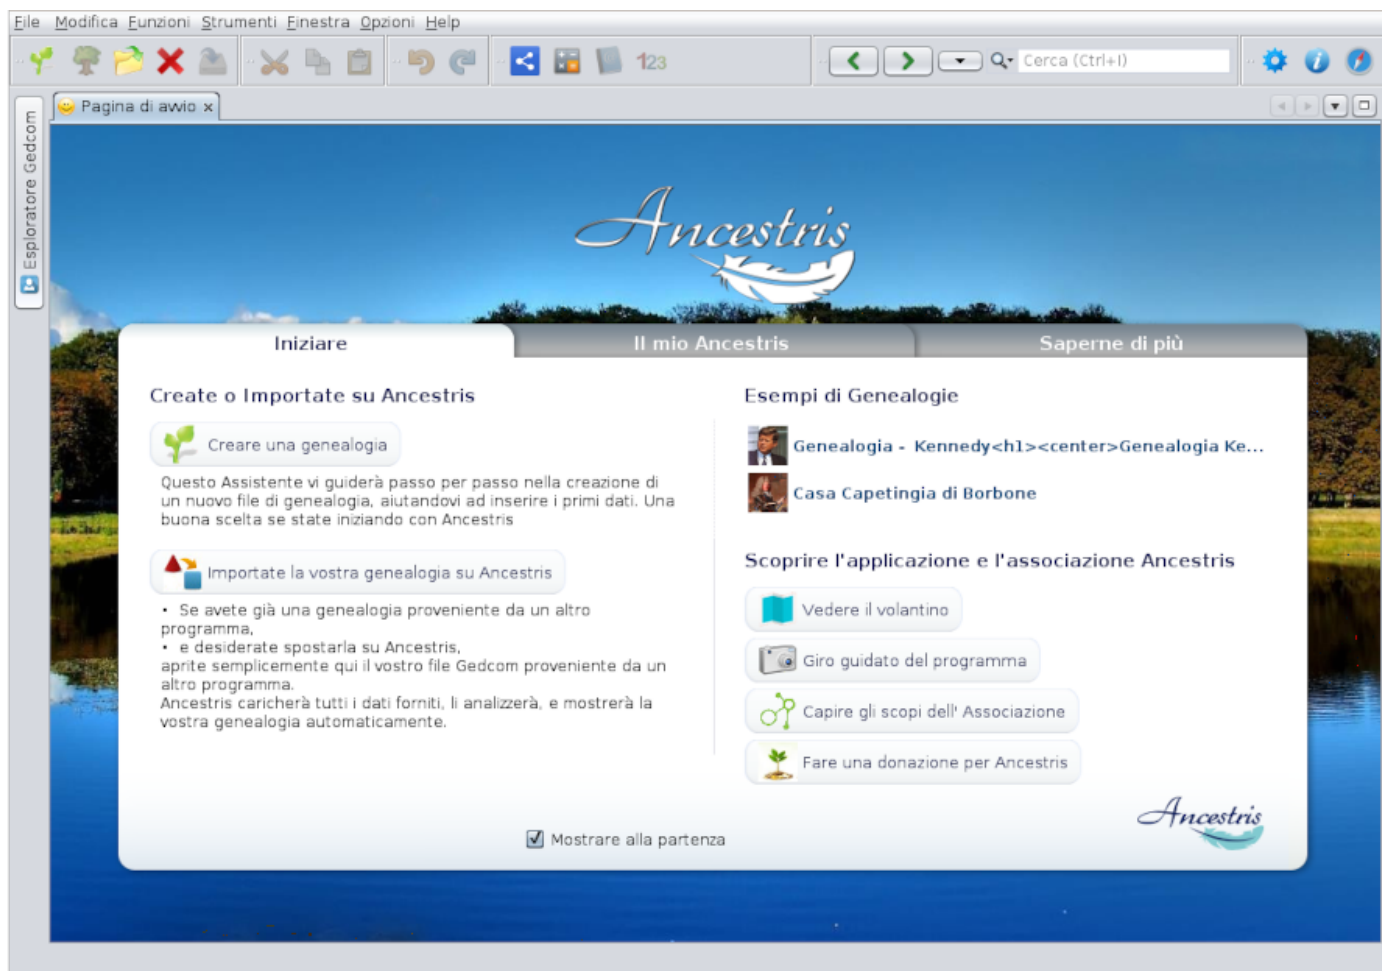 File Modifica Funzioni Strumenti Finestra Opzioni Help
123
Cerca (Ctrl+I)
Pagina di avvio x
Esploratore Gedcom
Ancestris
Iniziare
Il mio Ancestris
Saperne di più
Create o Importate su Ancestris
Creare una genealogia
Questo Assistente vi guiderà passo per passo nella creazione di
un nuovo file di genealogia, aiutandovi ad inserire i primi dati. Una
buona scelta se state iniziando con Ancestris
Importate la vostra genealogia su Ancestris
• Se avete già una genealogia proveniente da un altro
programma,
• e desiderate spostarla su Ancestris,
aprite semplicemente qui il vostro file Gedcom proveniente da un
altro programma.
Ancestris caricherà tutti i dati forniti, li analizzerà, e mostrerà la
vostra genealogia automaticamente.
Esempi di Genealogie
Genealogia - Kennedy<h1><center>Genealogia Ke...
Casa Capetingia di Borbone
Scoprire l'applicazione e l'associazione Ancestris
Vedere il volantino
Giro guidato del programma
Capire gli scopi dell' Associazione
Fare una donazione per Ancestris
Ancestris
Mostrare alla partenza